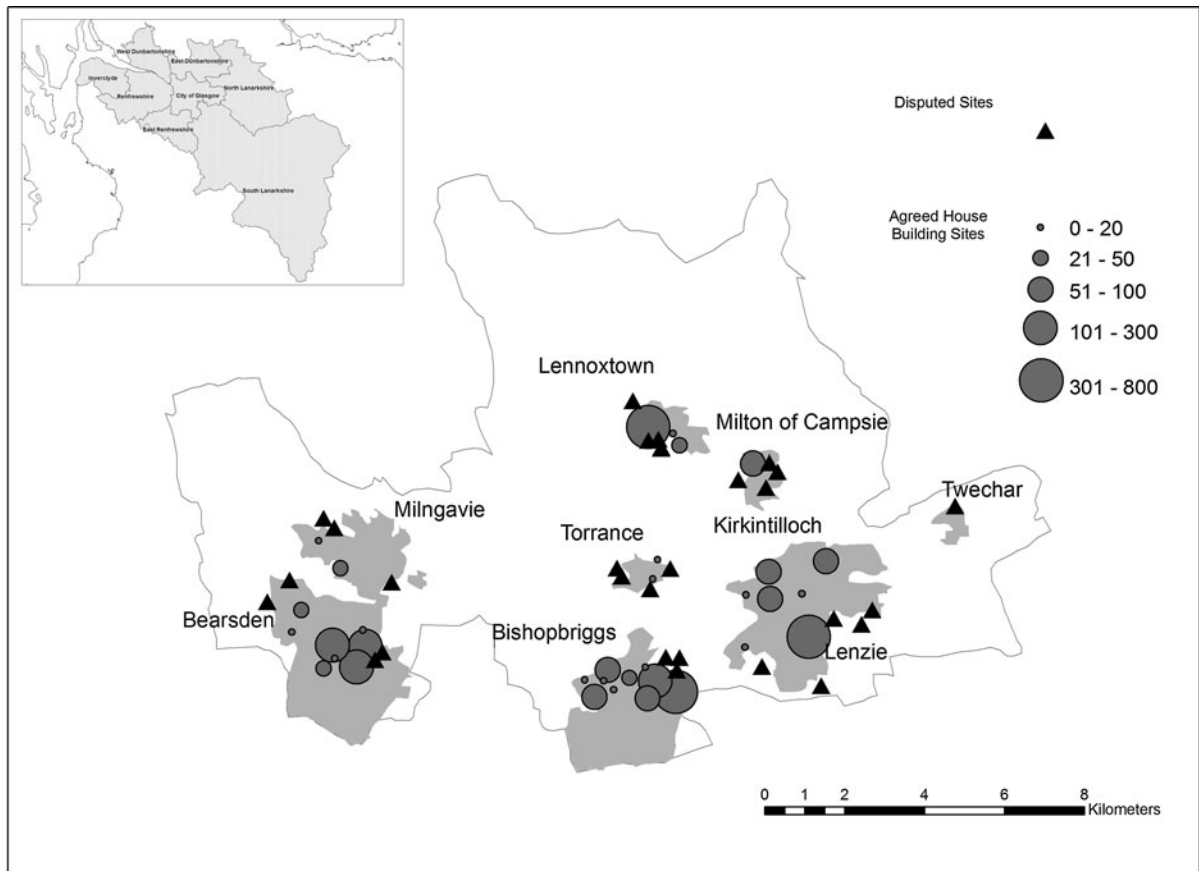 West Dunbartonshire
East Dunbartonshire
Inverclyde
North Lanarkshire
City of Glasgow
Renfrewshire
East Renfrewshire
South Lanarkshire
Disputed Sites
Agreed House
Building Sites
0 - 20
21 - 50
51 - 100
101 - 300
301 - 800
Lennoxtown
Milton of Campsie
Twechar
Milngavie
Torrance
Kirkintilloch
Bearsden
Bishopbriggs
Lenzie
0 1 2 4 6 8
Kilometers